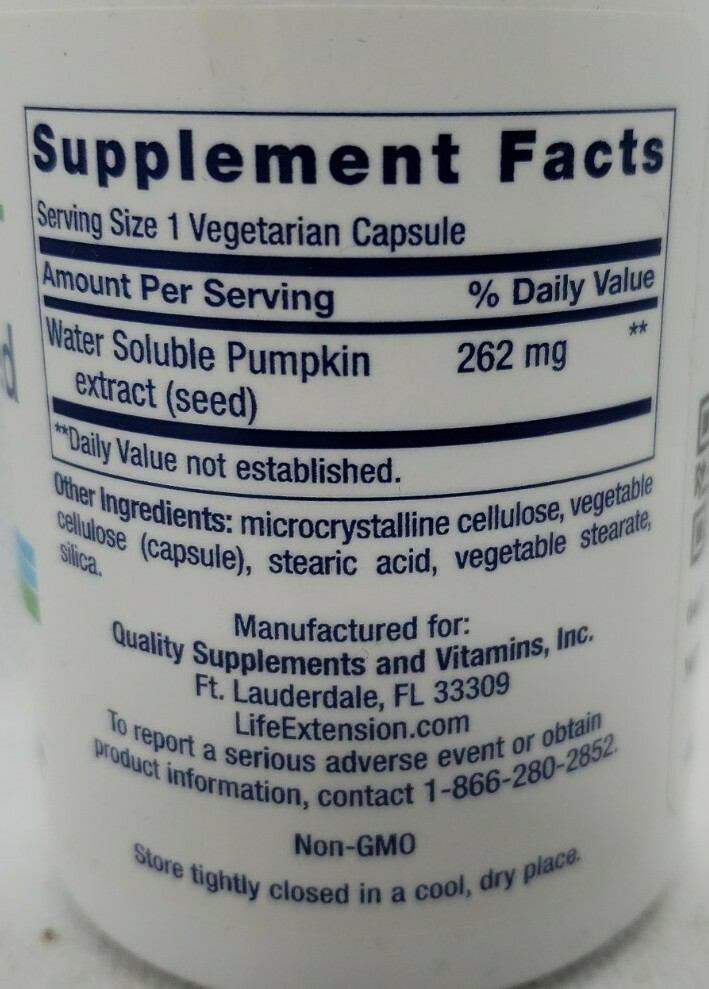 Supplement Facts
Serving Size 1 Vegetarian Capsule
Amount Per Serving % Daily Value
Water Soluble Pumpkin 262 mg **
extract (seed)
**Daily Value not established.
Other Ingredients: microcrystalline cellulose, vegetable
cellulose (capsule), stearic acid, vegetable stearate,
silica.
Manufactured for:
Quality Supplements and Vitamins, Inc.
Ft. Lauderdale, FL 33309
LifeExtension.com
To report a serious adverse event or obtain
product information, contact 1-866-280-2852.
Non-GMO
Store tightly closed in a cool, dry place.